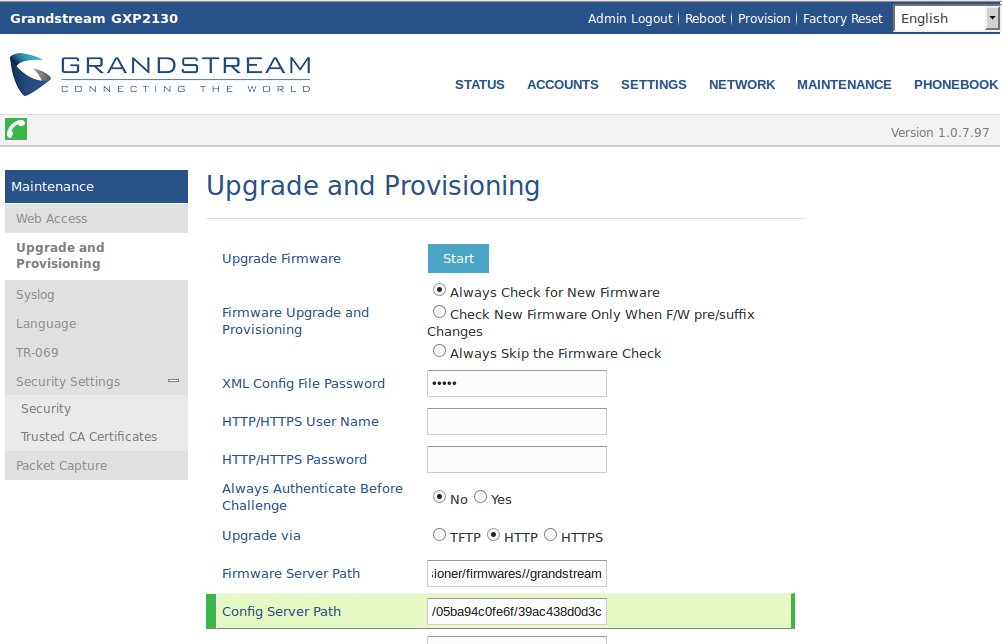 Grandstream GXP2130
Admin Logout | Reboot | Provision | Factory Reset
English
GRANDSTREAM
CONNECTING THE WORLD
STATUS ACCOUNTS SETTINGS NETWORK MAINTENANCE PHONEBOOK
Version 1.0.7.97
Maintenance
Web Access
Upgrade and
Provisioning
Syslog
Language
TR-069
Security Settings
Security
Trusted CA Certificates
Packet Capture
Upgrade and Provisioning
Upgrade Firmware
Start
Firmware Upgrade and
Provisioning
Always Check for New Firmware
Check New Firmware Only When F/W pre/suffix
Changes
Always Skip the Firmware Check
XML Config File Password
•••••
HTTP/HTTPS User Name
HTTP/HTTPS Password
Always Authenticate Before
Challenge
No Yes
Upgrade via
TFTP HTTP HTTPS
Firmware Server Path
ioner/firmwares//grandstream
Config Server Path
/05ba94c0fe6f/39ac438d0d3c